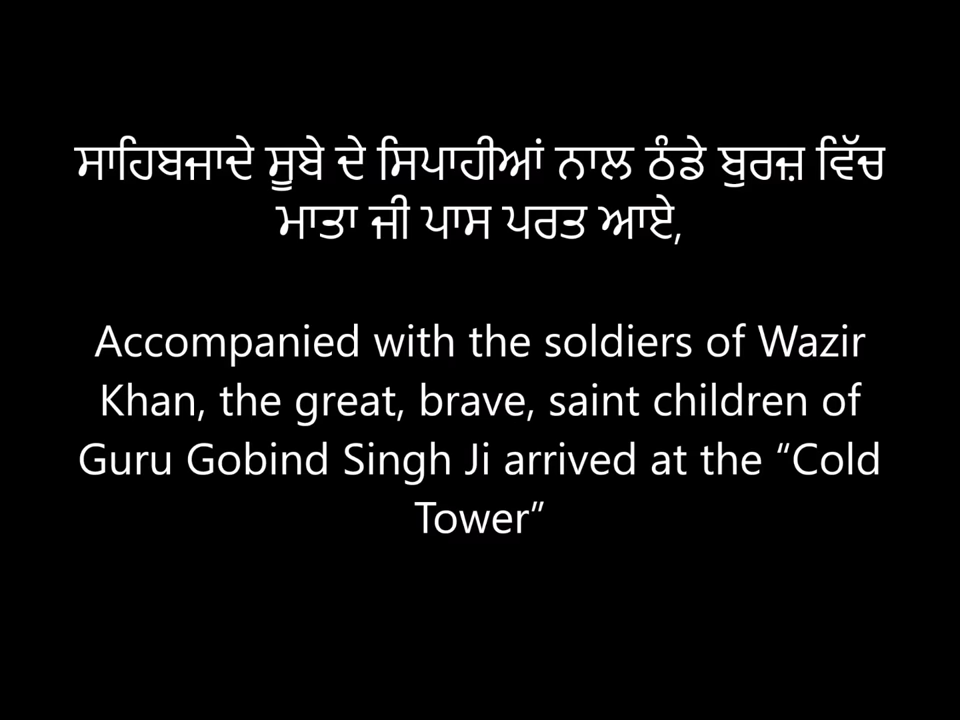 ਸਾਹਿਬਜਾਦੇ ਸੂਬੇ ਦੇ ਸਿਪਾਹੀਆਂ ਨਾਲ ਠੰਡੇ ਬੁਰਜ਼ ਵਿੱਚ
ਮਾਤਾ ਜੀ ਪਾਸ ਪਰਤ ਆਏ,
Accompanied with the soldiers of Wazir
Khan, the great, brave, saint children of
Guru Gobind Singh Ji arrived at the “Cold
Tower”